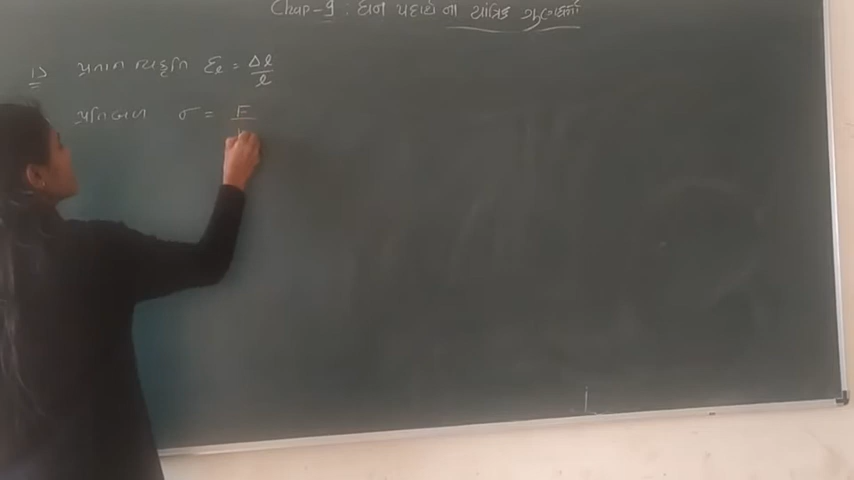 Chap-9 : ઘન પદાર્થ ના યાંત્રિક ગુણધર્મો
1> પ્રતાન વિકૃતિ εl = Δl / l
પ્રતિબળ σ = F /